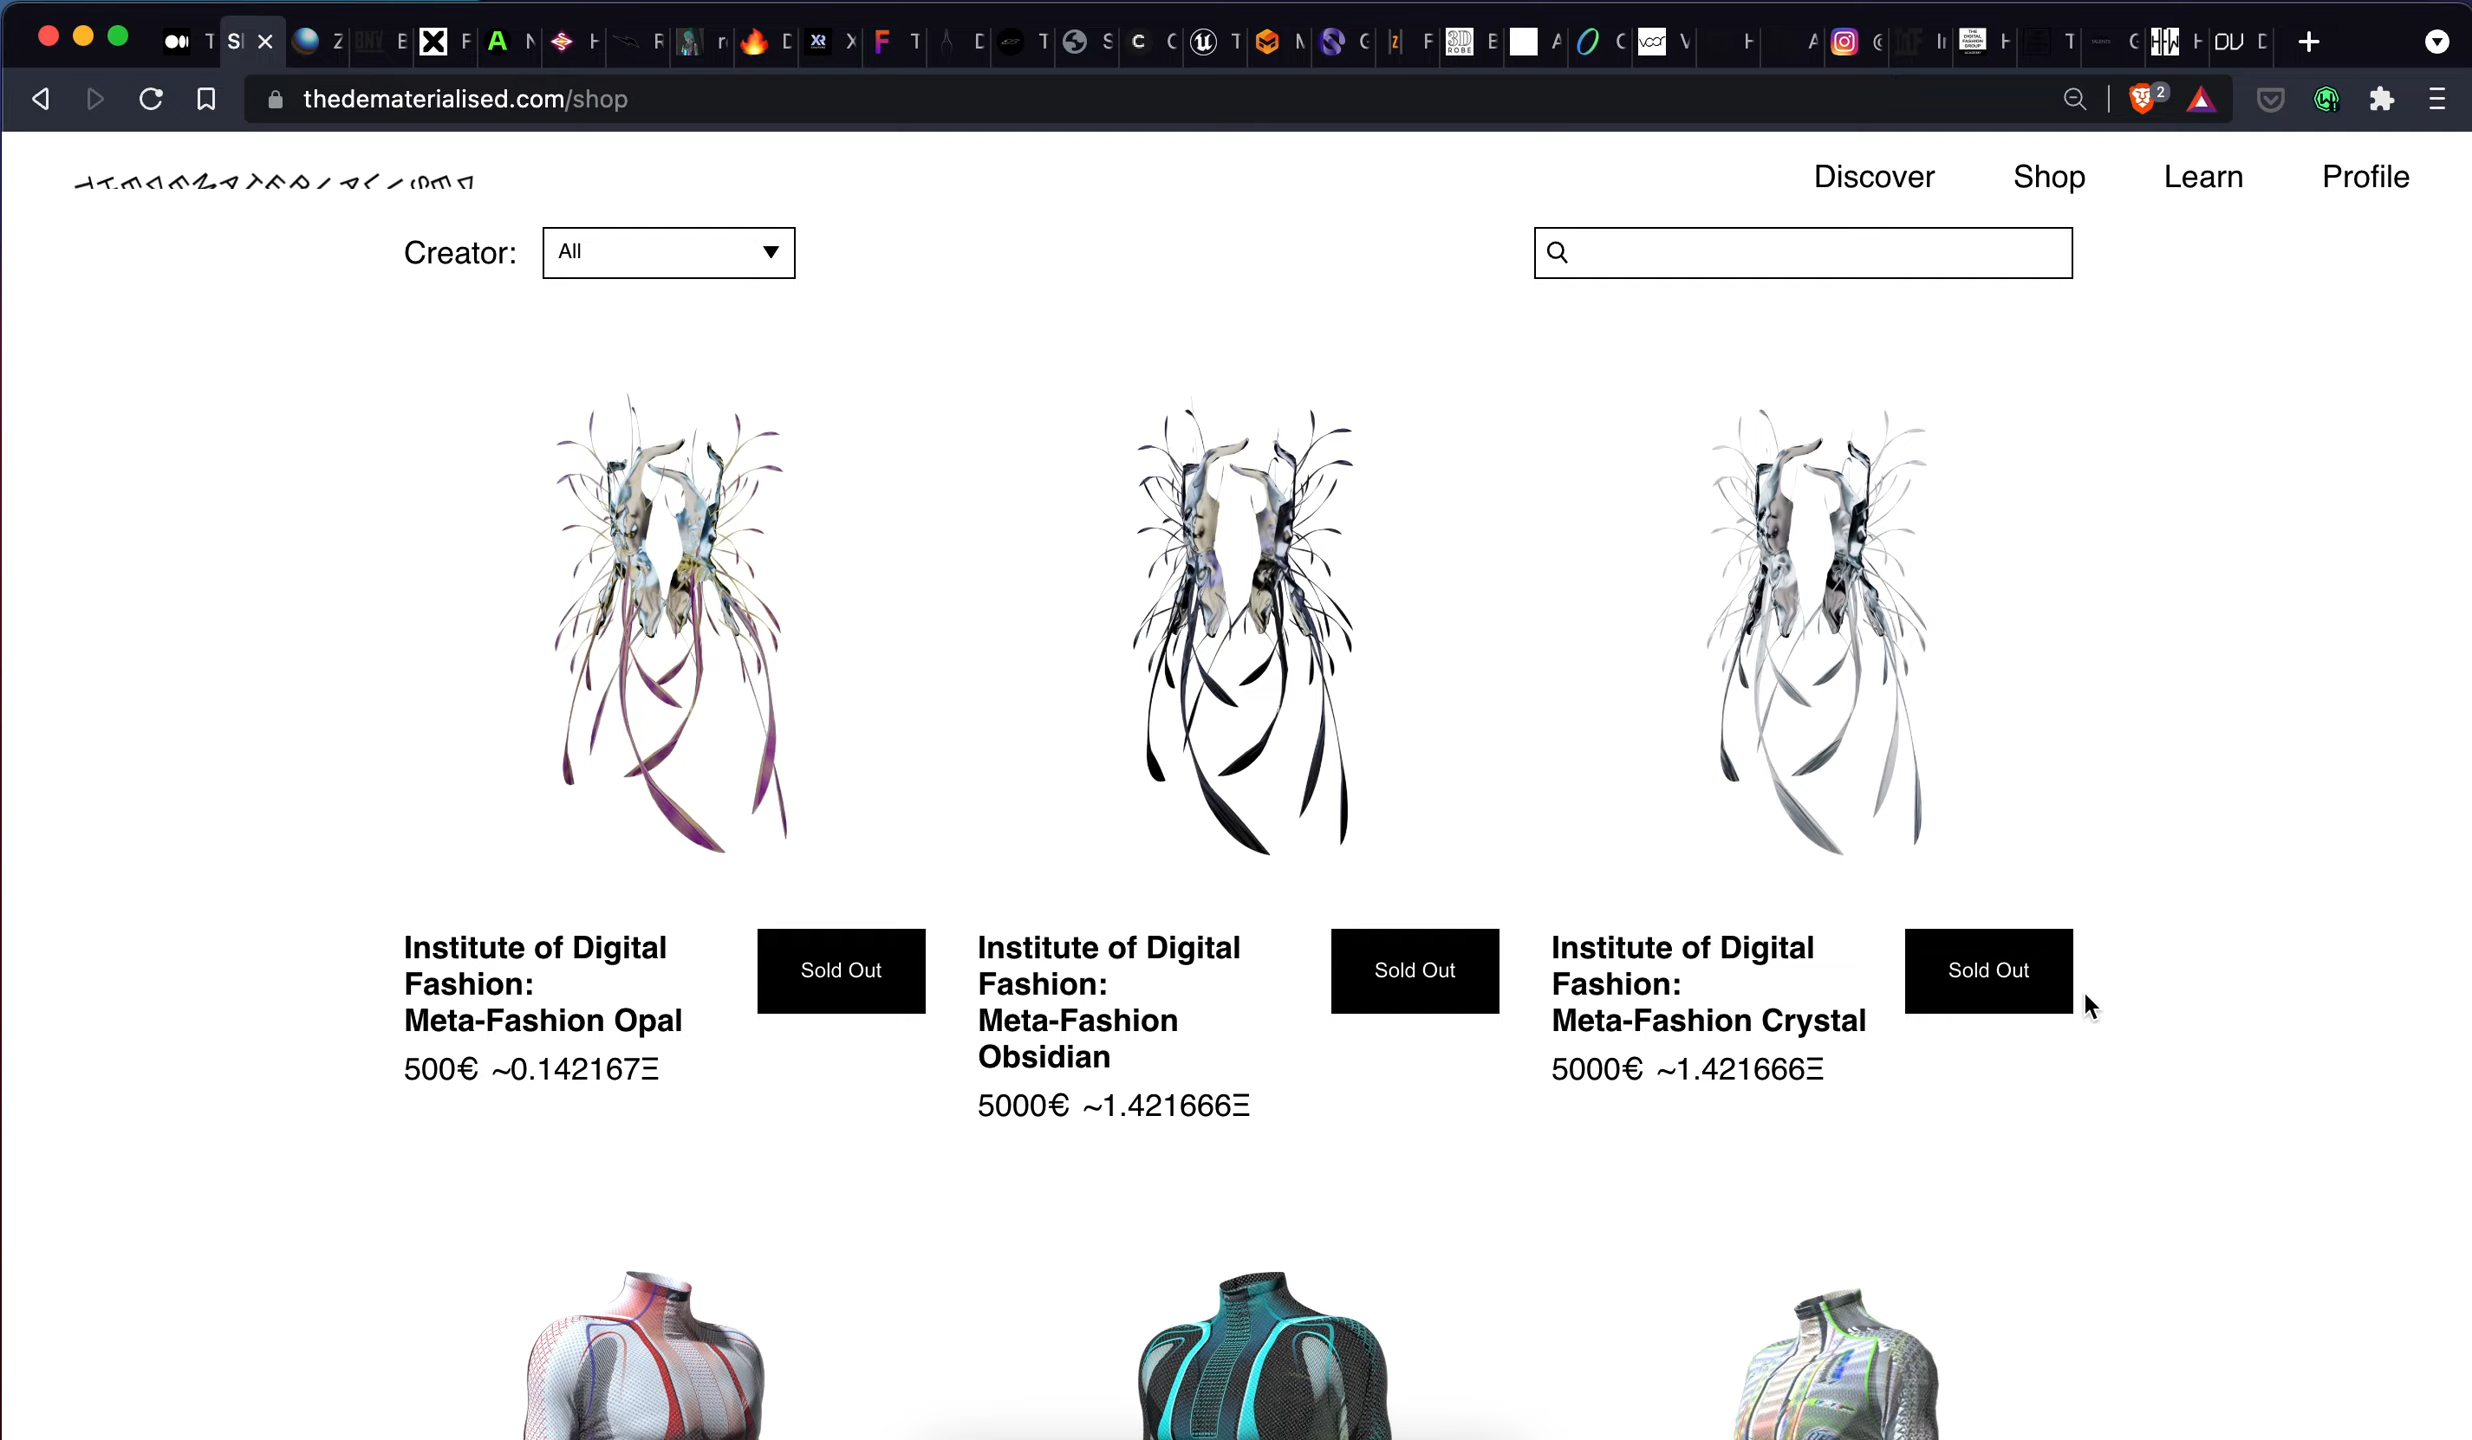 thedematerialised.com/shop
2
THEDEMATERIALISED
Discover
Shop
Learn
Profile
Creator:
All
Institute of Digital
Fashion:
Meta-Fashion Opal
500€ ~0.142167Ξ
Sold Out
Institute of Digital
Fashion:
Meta-Fashion
Obsidian
5000€ ~1.421666Ξ
Sold Out
Institute of Digital
Fashion:
Meta-Fashion Crystal
5000€ ~1.421666Ξ
Sold Out